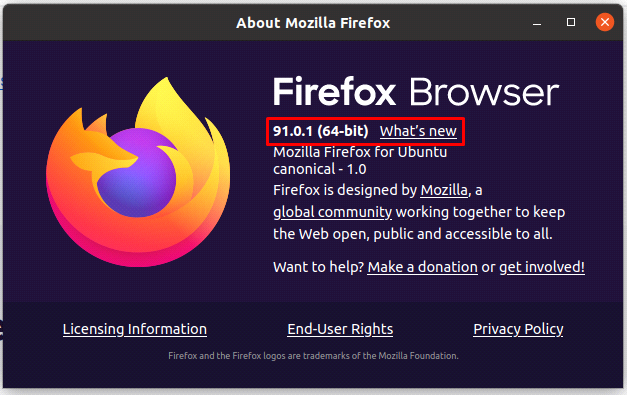 About Mozilla Firefox
Firefox Browser
91.0.1 (64-bit) What's new
Mozilla Firefox for Ubuntu
canonical - 1.0
Firefox is designed by Mozilla, a
global community working together to keep
the Web open, public and accessible to all.
Want to help? Make a donation or get involved!
Licensing Information End-User Rights Privacy Policy
Firefox and the Firefox logos are trademarks of the Mozilla Foundation.